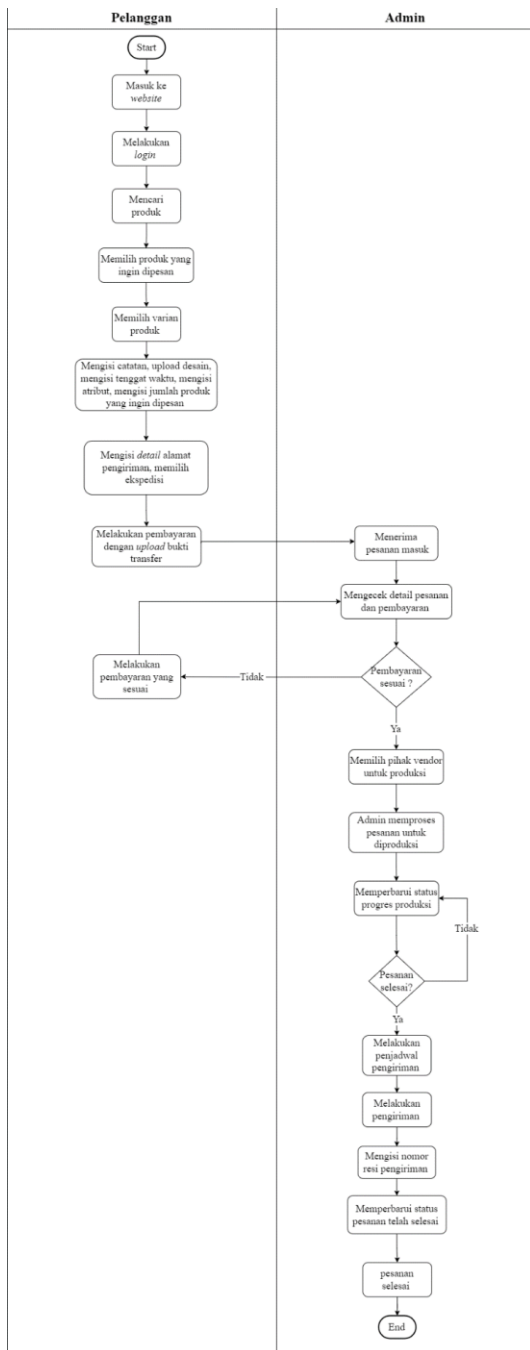 Pelanggan
Admin
Start
Masuk ke
website
Melakukan
login
Mencari
produk
Memilih produk yang
ingin dipesan
Memilih varian
produk
Mengisi catatan, upload desain,
mengisi tenggat waktu, mengisi
atribut, mengisi jumlah produk
yang ingin dipesan
Mengisi detail alamat
pengiriman, memilih
ekspedisi
Melakukan pembayaran
dengan upload bukti
transfer
Menerima
pesanan masuk
Mengecek detail pesanan
dan pembayaran
Pembayaran
sesuai ?
Tidak
Melakukan
pembayaran yang
sesuai
Ya
Memilih pihak vendor
untuk produksi
Admin memproses
pesanan untuk
diproduksi
Memperbarui status
progres produksi
Tidak
Pesanan
selesai?
Ya
Melakukan
penjadwal
pengiriman
Melakukan
pengiriman
Mengisi nomor
resi pengiriman
Memperbarui status
pesanan telah selesai
pesanan
selesai
End